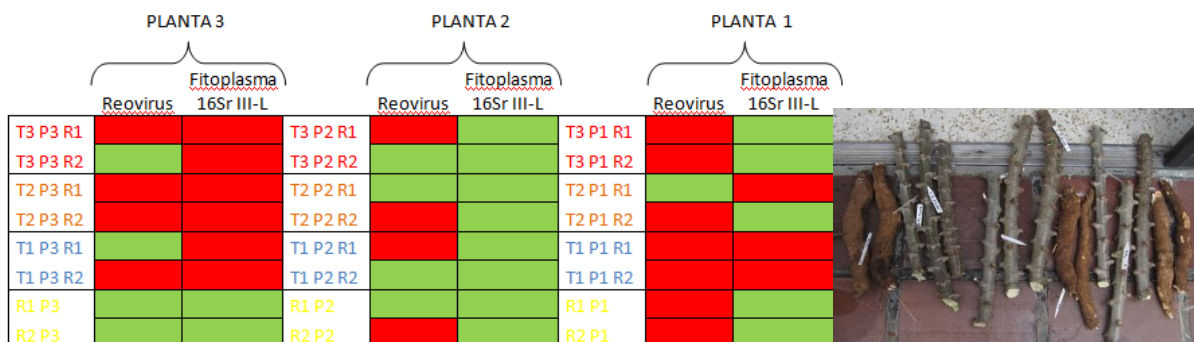 PLANTA 3 PLANTA 2 PLANTA 1
Fitoplasma Fitoplasma Fitoplasma
Reovirus 16Sr III-L Reovirus 16Sr III-L Reovirus 16Sr III-L
T3 P3 R1 T3 P2 R1 T3 P1 R1
T3 P3 R2 T3 P2 R2 T3 P1 R2
T2 P3 R1 T2 P2 R1 T2 P1 R1
T2 P3 R2 T2 P2 R2 T2 P1 R2
T1 P3 R1 T1 P2 R1 T1 P1 R1
T1 P3 R2 T1 P2 R2 T1 P1 R2
R1 P3 R1 P2 R1 P1
R2 P3 R2 P2 R2 P1